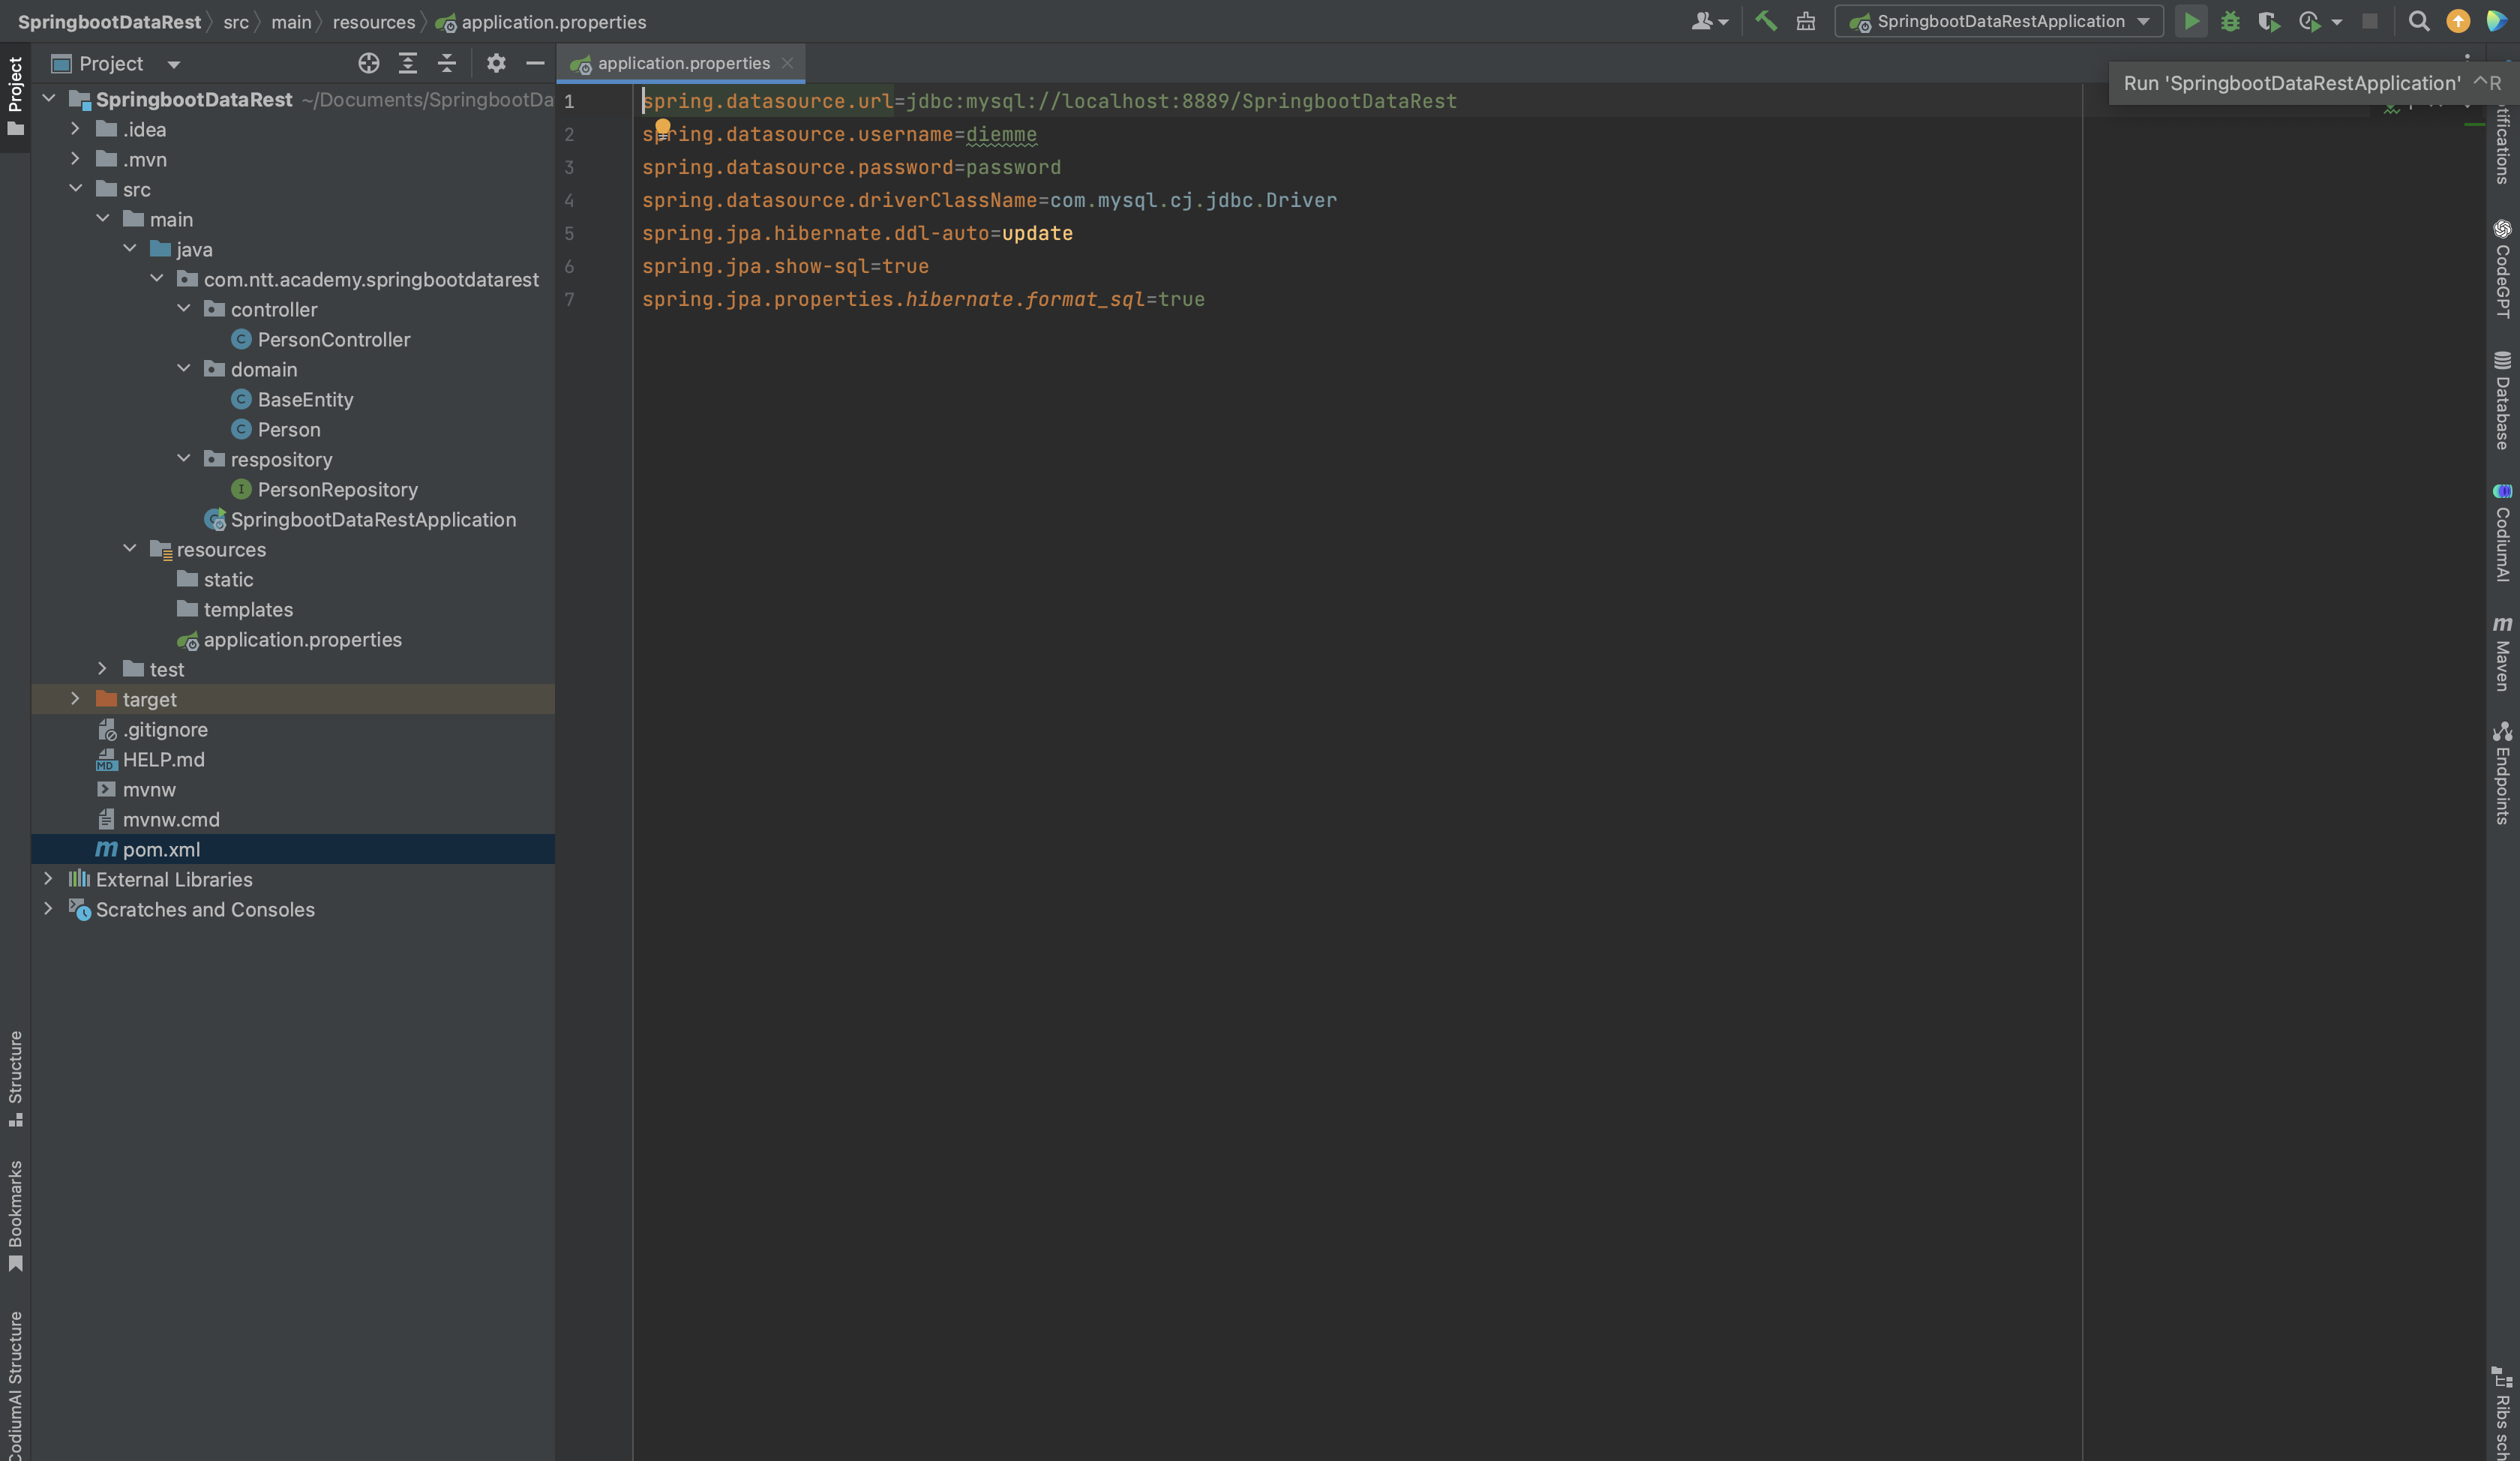 SpringbootDataRest src main resources application.properties
SpringbootDataRestApplication
Project
application.properties
Run 'SpringbootDataRestApplication' ^R
Project
SpringbootDataRest ~/Documents/SpringbootDa
.idea
.mvn
src
main
java
com.ntt.academy.springbootdatarest
controller
PersonController
domain
BaseEntity
Person
respository
PersonRepository
SpringbootDataRestApplication
resources
static
templates
application.properties
test
target
.gitignore
HELP.md
mvnw
mvnw.cmd
pom.xml
External Libraries
Scratches and Consoles
Structure
Bookmarks
CodiumAI Structure
1 spring.datasource.url=jdbc:mysql://localhost:8889/SpringbootDataRest
2 spring.datasource.username=diemme
3 spring.datasource.password=password
4 spring.datasource.driverClassName=com.mysql.cj.jdbc.Driver
5 spring.jpa.hibernate.ddl-auto=update
6 spring.jpa.show-sql=true
7 spring.jpa.properties.hibernate.format_sql=true
tifications
CodeGPT
Database
CodiumAI
m Maven
Endpoints
Ribs sch